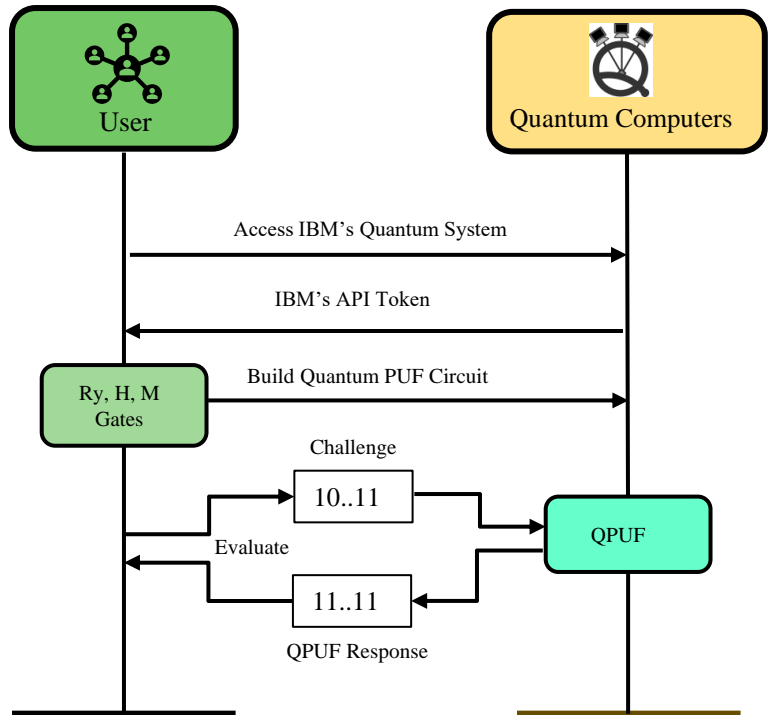 User
Quantum Computers
Access IBM's Quantum System
IBM's API Token
Ry, H, M
Gates
Build Quantum PUF Circuit
Challenge
10..11
QPUF
Evaluate
11..11
QPUF Response